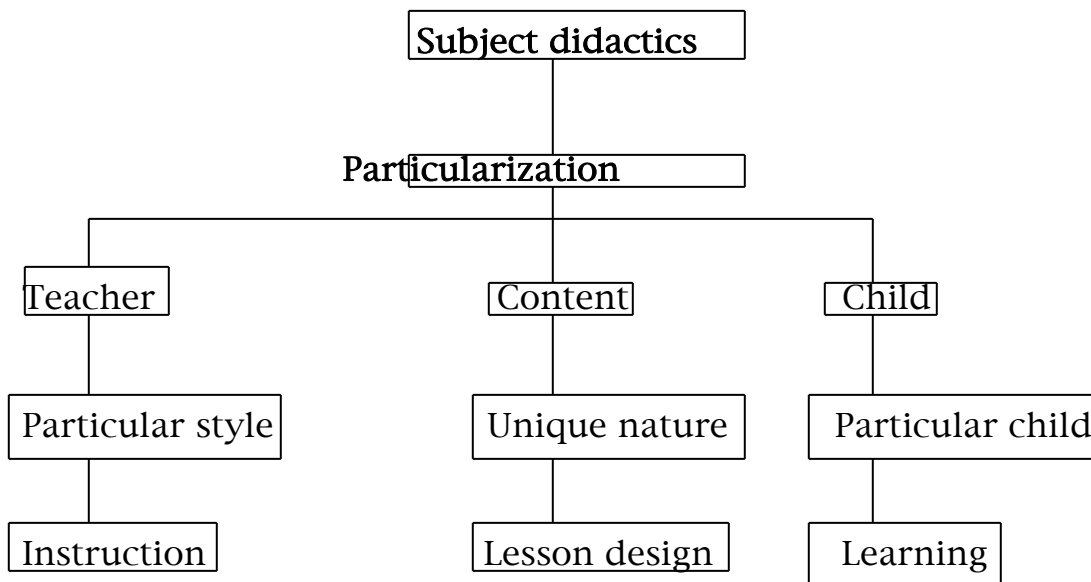 Subject didactics
Particularization
Teacher
Content
Child
Particular style
Unique nature
Particular child
Instruction
Lesson design
Learning